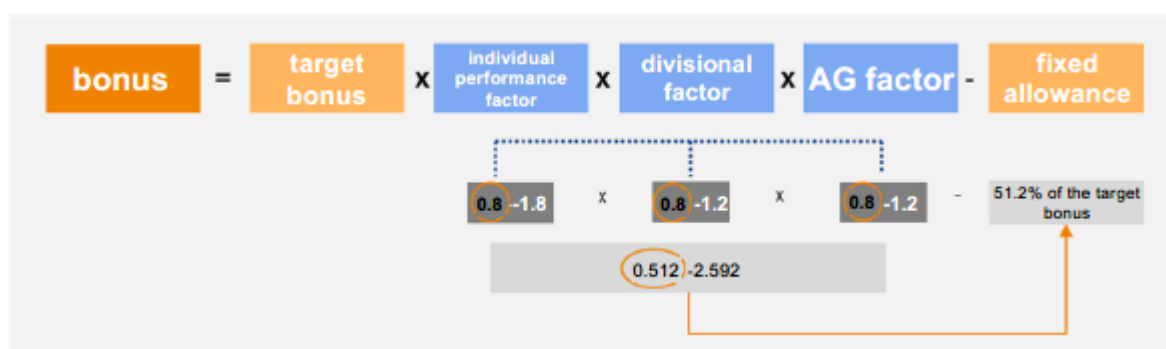 bonus = target bonus x individual performance factor x divisional factor x AG factor - fixed allowance
0.8 -1.8 x 0.8 -1.2 x 0.8 -1.2 - 51.2% of the target bonus
0.512 -2.592